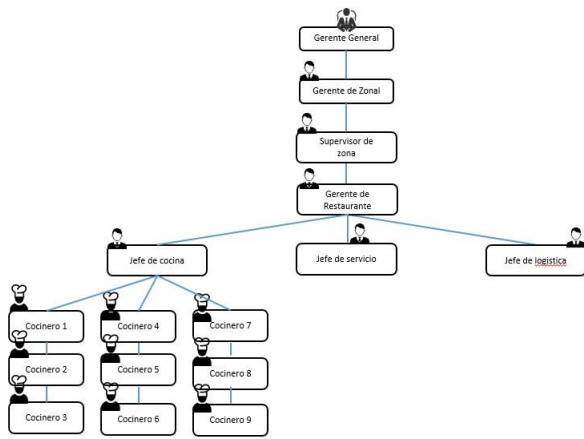 Gerente General
Gerente de Zonal
Supervisor de
zona
Gerente de
Restaurante
Jefe de cocina
Jefe de servicio
Jefe de logistica
Cocinero 1
Cocinero 4
Cocinero 7
Cocinero 2
Cocinero 5
Cocinero 8
Cocinero 3
Cocinero 6
Cocinero 9